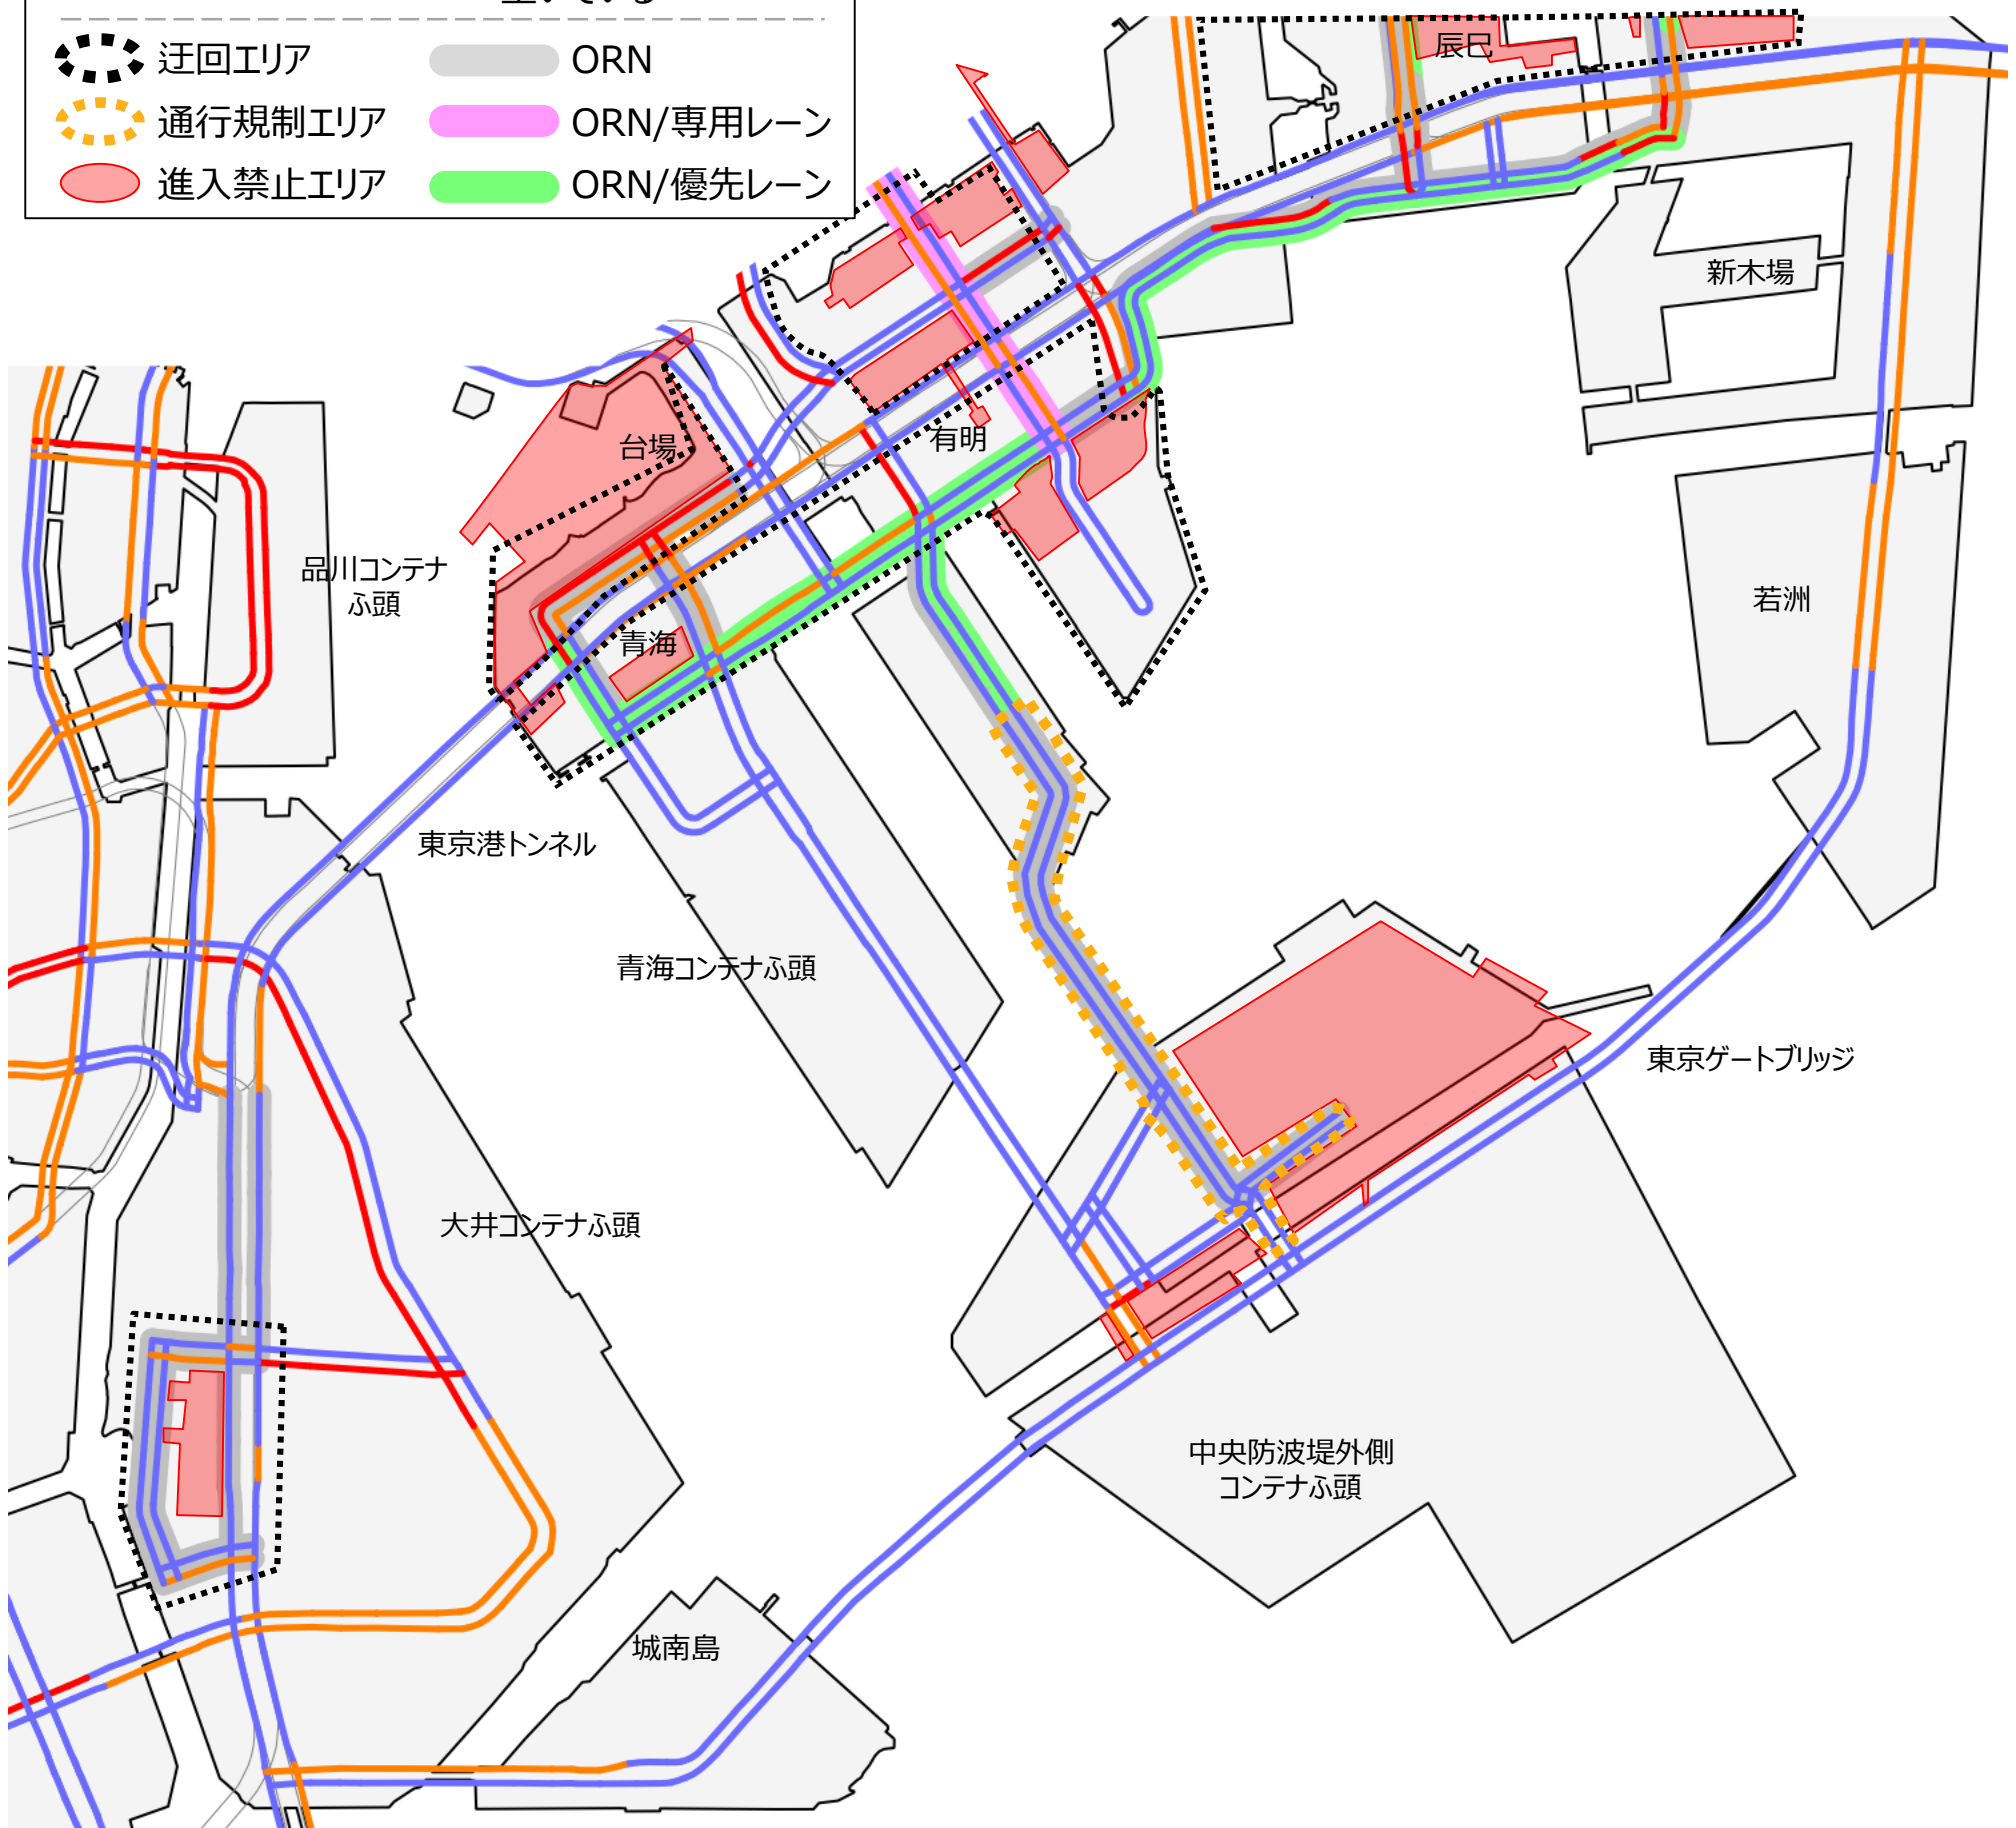 空いている
迂回エリア
ORN
通行規制エリア
ORN/専用レーン
進入禁止エリア
ORN/優先レーン
辰巳
新木場
有明
台場
品川コンテナ
ふ頭
青海
若洲
東京港トンネル
青海コンテナふ頭
東京ゲートブリッジ
大井コンテナふ頭
中央防波堤外側
コンテナふ頭
城南島